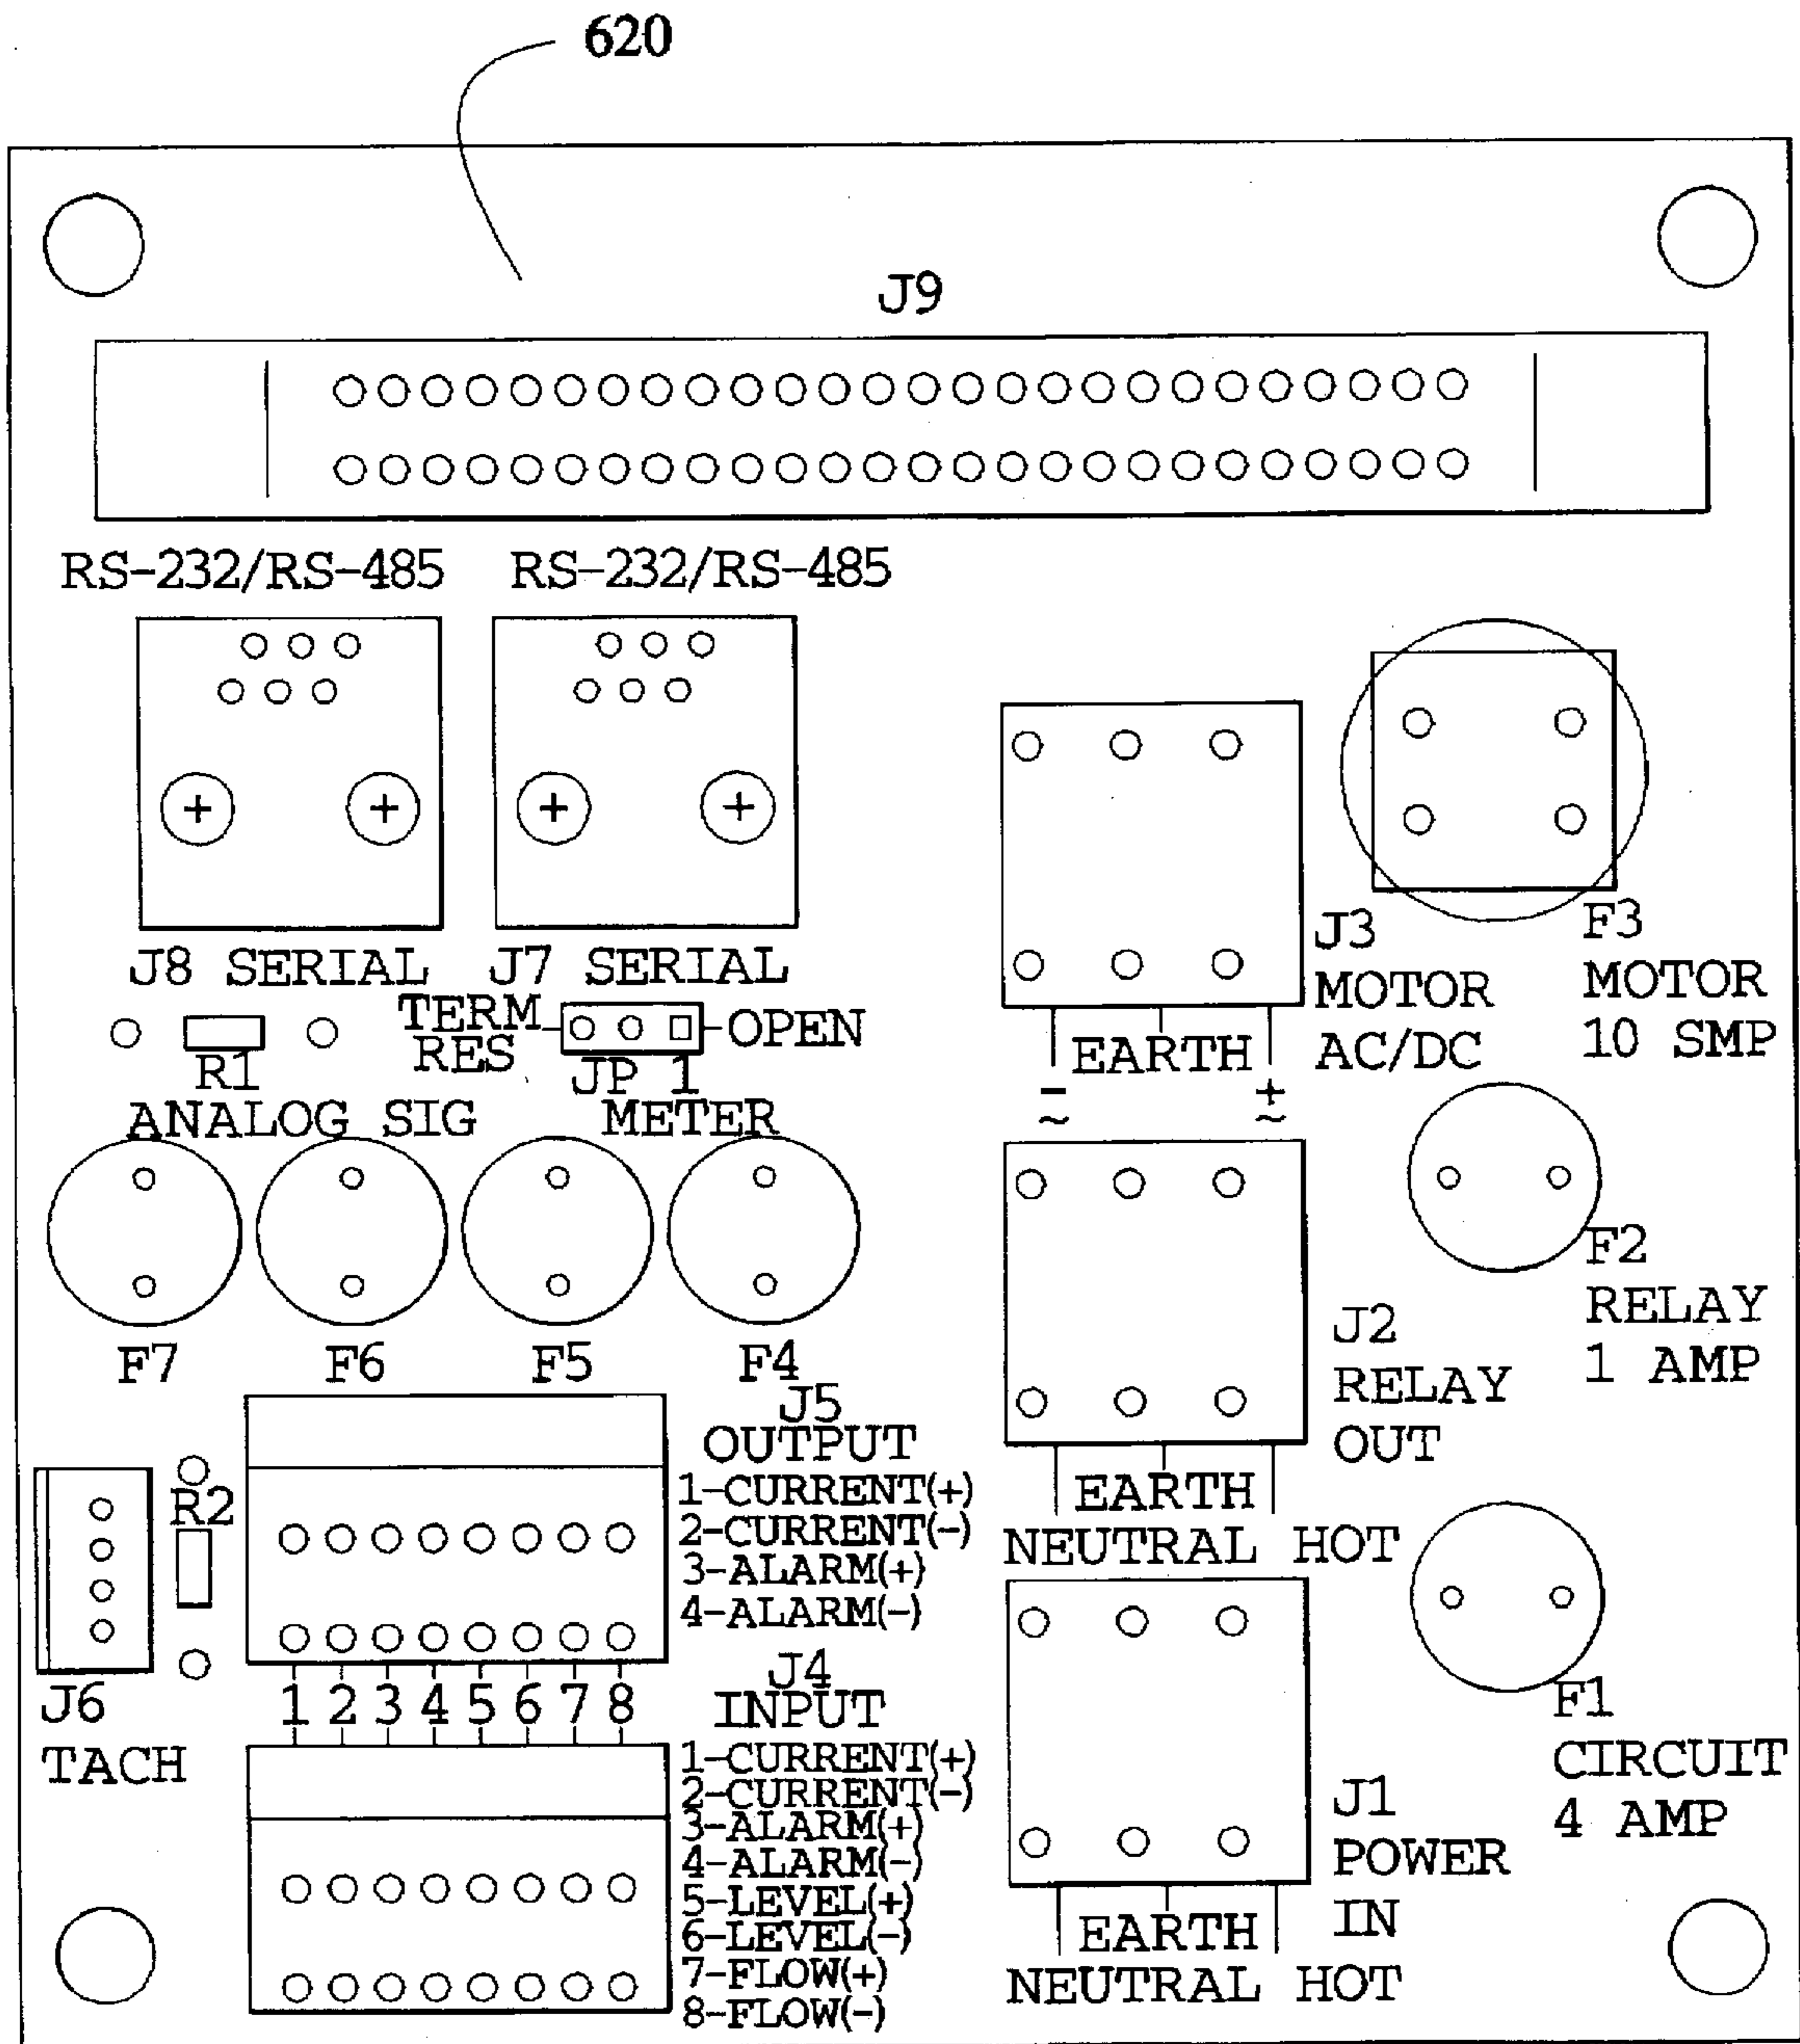 620
J9
RS-232/RS-485
RS-232/RS-485
J8 SERIAL
J7 SERIAL
TERM
RES
OPEN
JP 1
R1
ANALOG SIG
METER
F7
F6
F5
F4
J3
MOTOR
AC/DC
F3
MOTOR
10 SMP
- EARTH ±
~ ~
F2
RELAY
1 AMP
J2
RELAY
OUT
EARTH
NEUTRAL HOT
J5
OUTPUT
1-CURRENT(+)
2-CURRENT(-)
3-ALARM(+)
4-ALARM(-)
R2
J6
TACH
1 2 3 4 5 6 7 8
J4
INPUT
1-CURRENT(+)
2-CURRENT(-)
3-ALARM(+)
4-ALARM(-)
5-LEVEL(+)
6-LEVEL(-)
7-FLOW(+)
8-FLOW(-)
F1
CIRCUIT
4 AMP
J1
POWER
IN
EARTH
NEUTRAL HOT